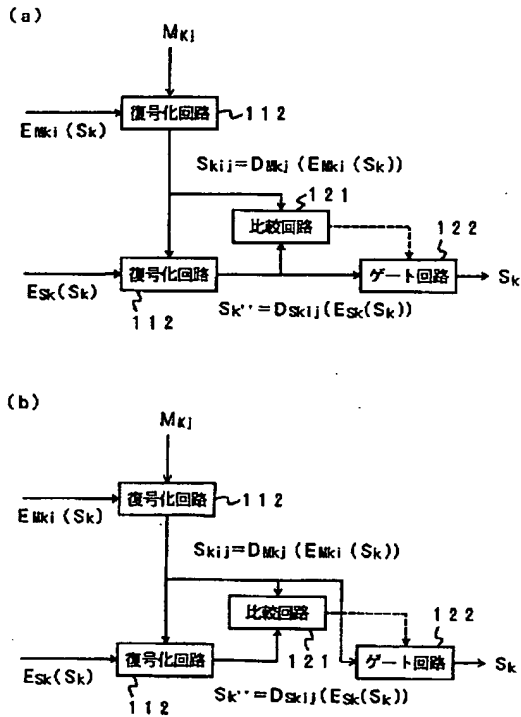 (a)
MKj
復号化回路
112
EMki(Sk)
Skij=DMkj(EMki(Sk))
121
比較回路
122
復号化回路
ゲート回路
Sk
ESk(Sk)
Sk''=DSkij(ESk(Sk))
112
(b)
MKj
復号化回路
112
EMki(Sk)
Skij=DMkj(EMki(Sk))
比較回路
122
復号化回路
121
ゲート回路
Sk
ESk(Sk)
112
Sk''=DSkij(ESk(Sk))